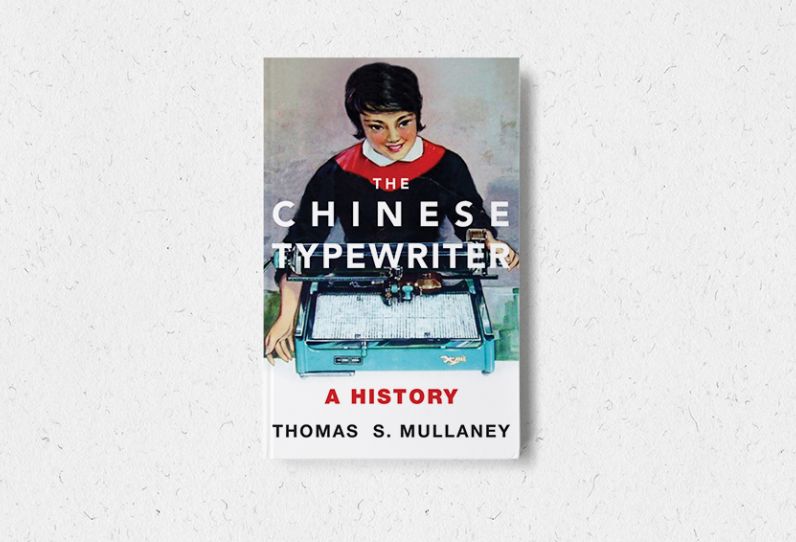 THE
CHINESE
TYPEWRITER
A HISTORY
THOMAS S. MULLANEY